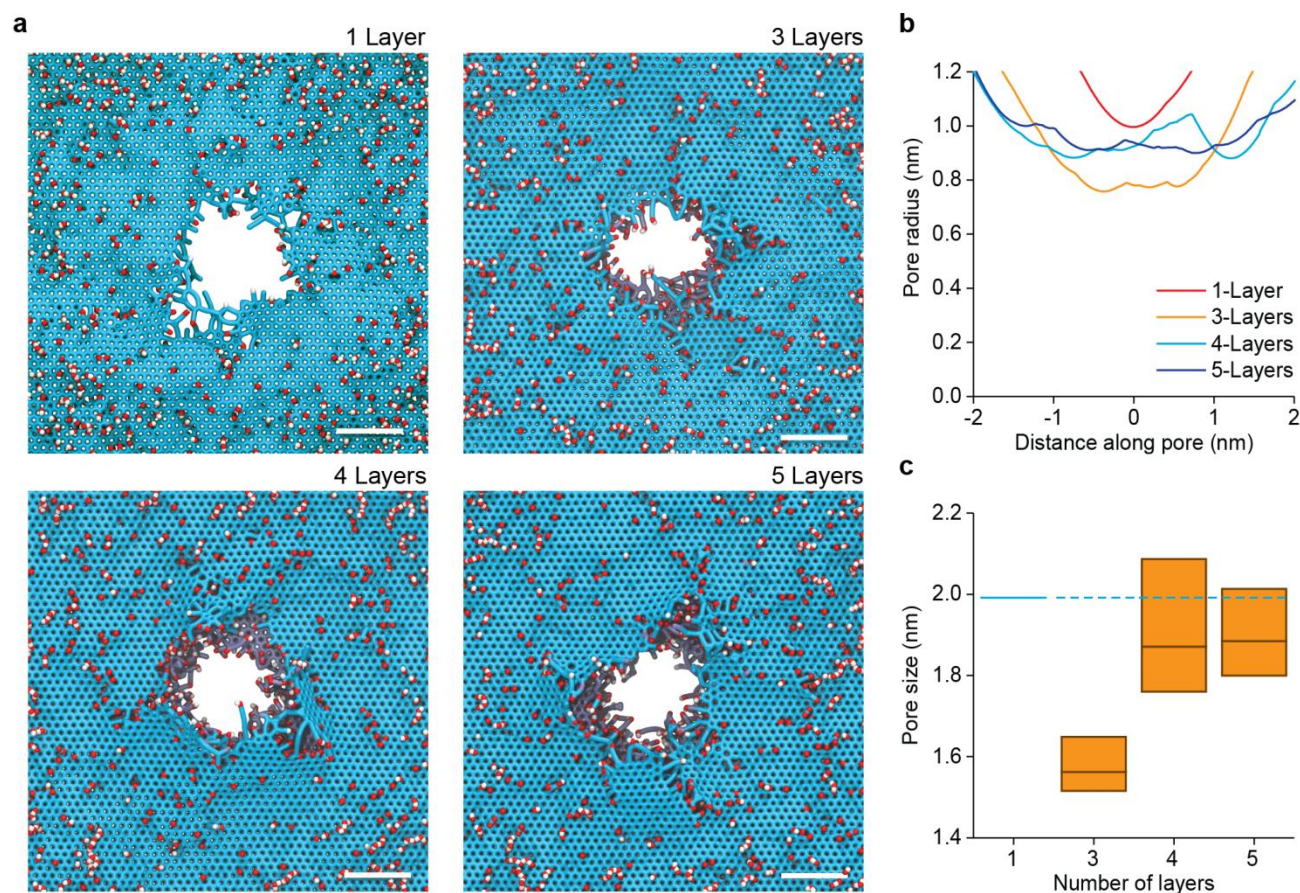 a
1 Layer
3 Layers
4 Layers
5 Layers
b
Pore radius (nm)
1.2
1.0
0.8
0.6
0.4
0.2
0.0
1-Layer
3-Layers
4-Layers
5-Layers
-2 -1 0 1 2
Distance along pore (nm)
c
Pore size (nm)
2.2
2.0
1.8
1.6
1.4
1 3 4 5
Number of layers